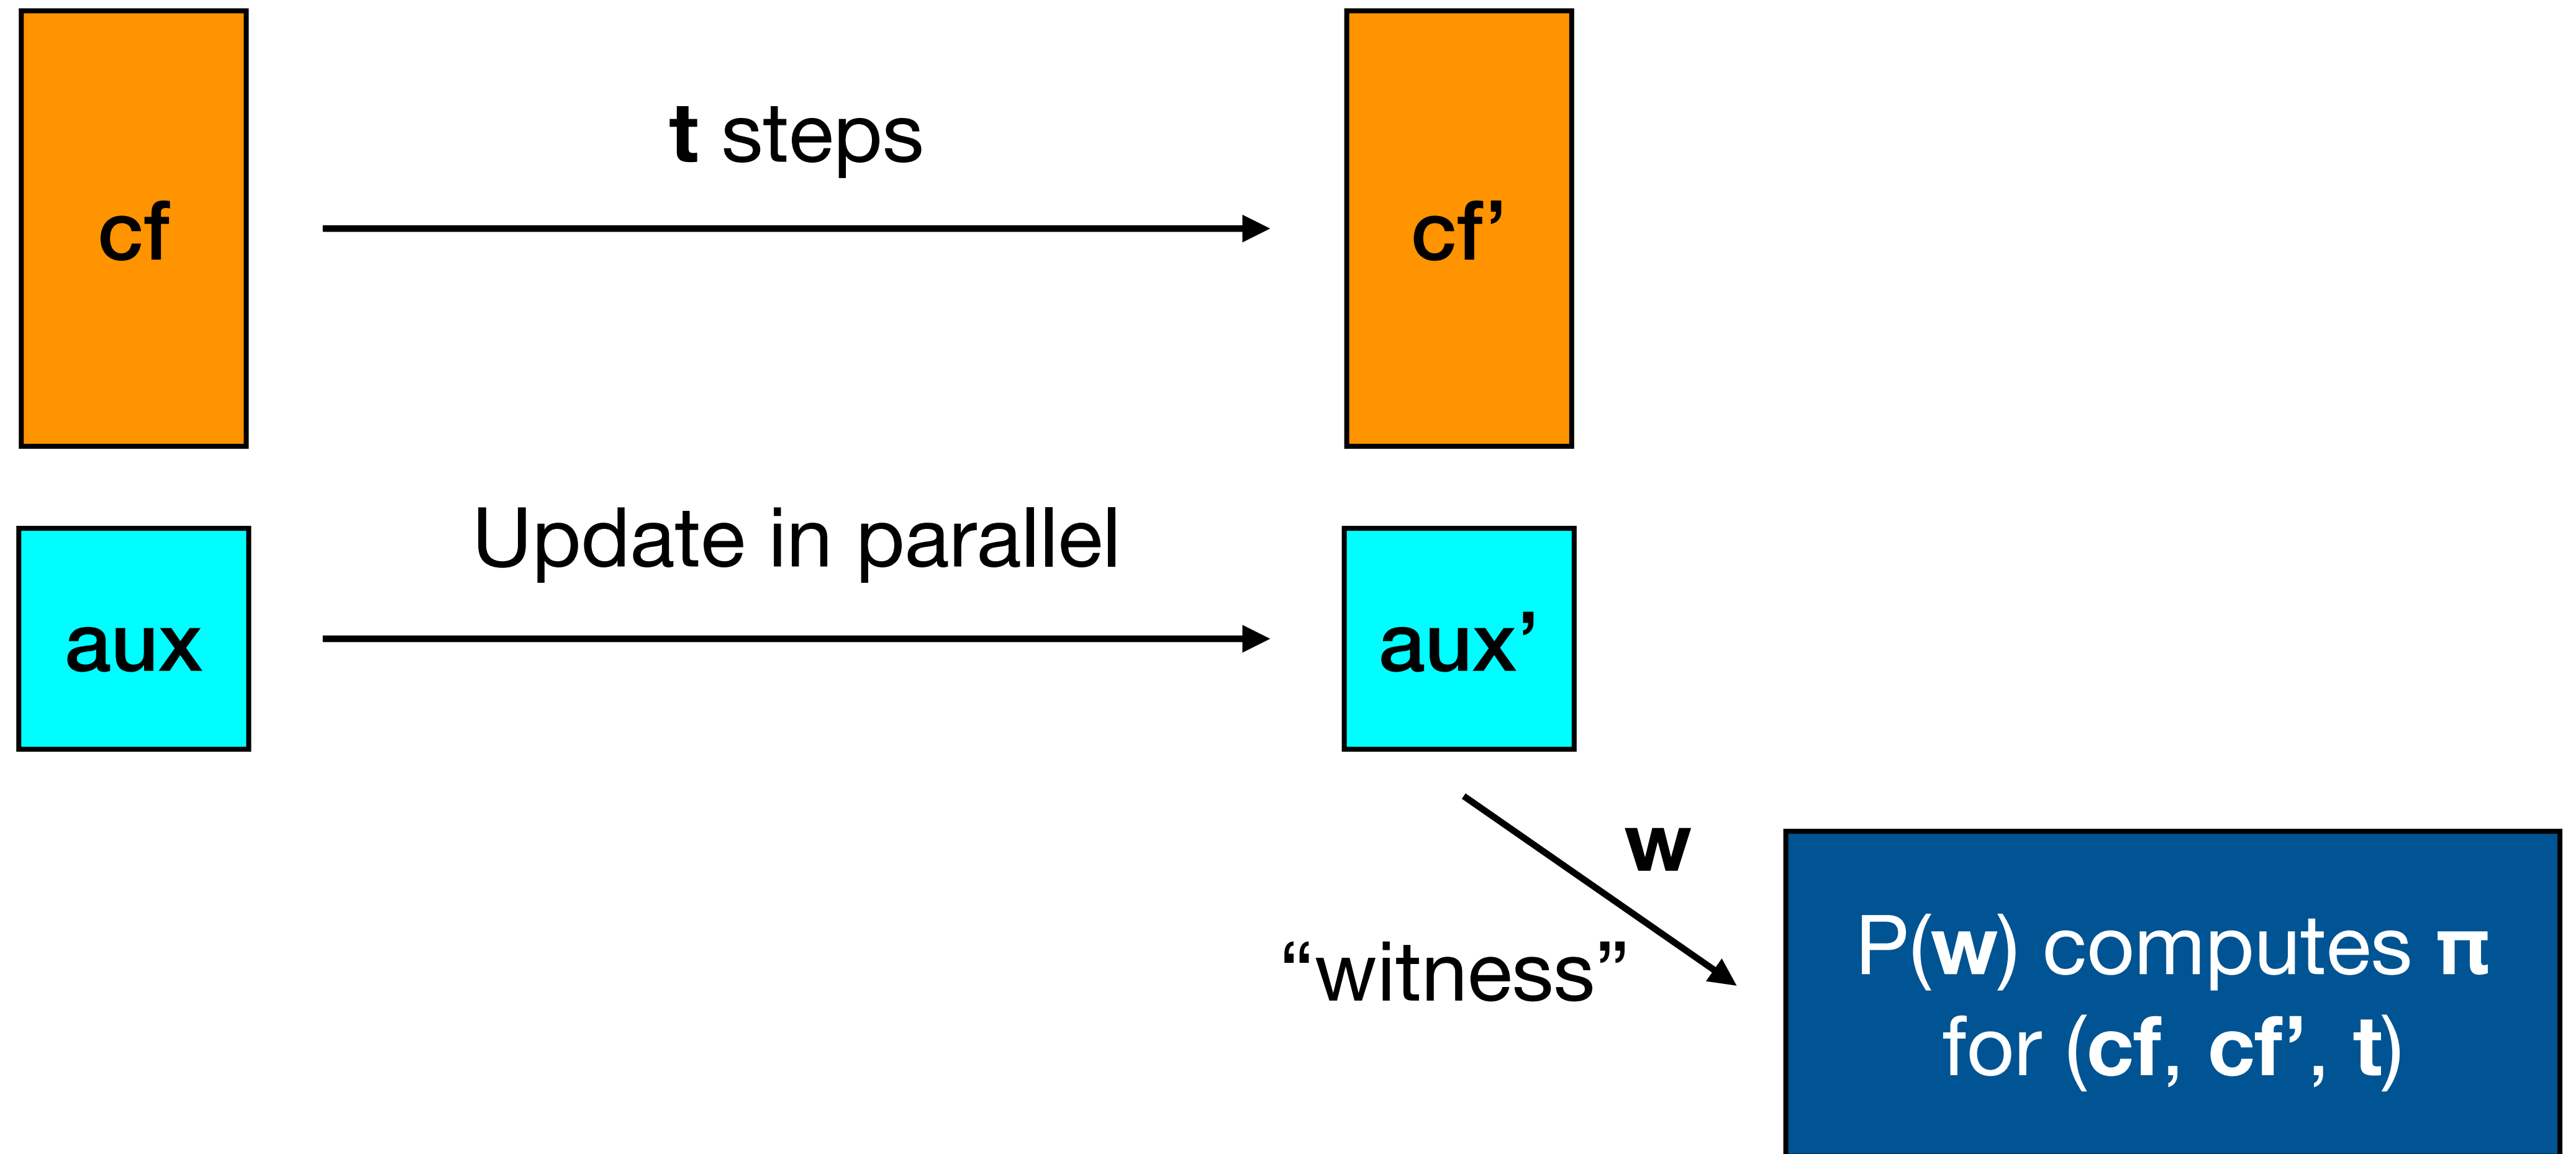 cf
t steps
cf’
Update in parallel
aux
aux’
w
“witness”
P(w) computes π
for (cf, cf’, t)